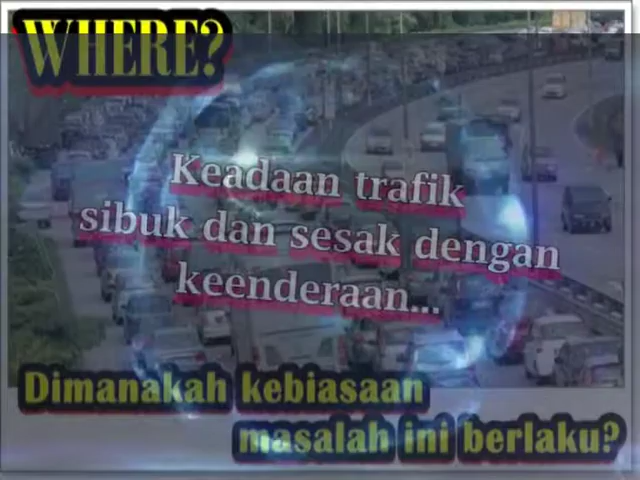 WHERE?
Keadaan trafik
sibuk dan sesak dengan
keenderaan...
Dimanakah kebiasaan
masalah ini berlaku?